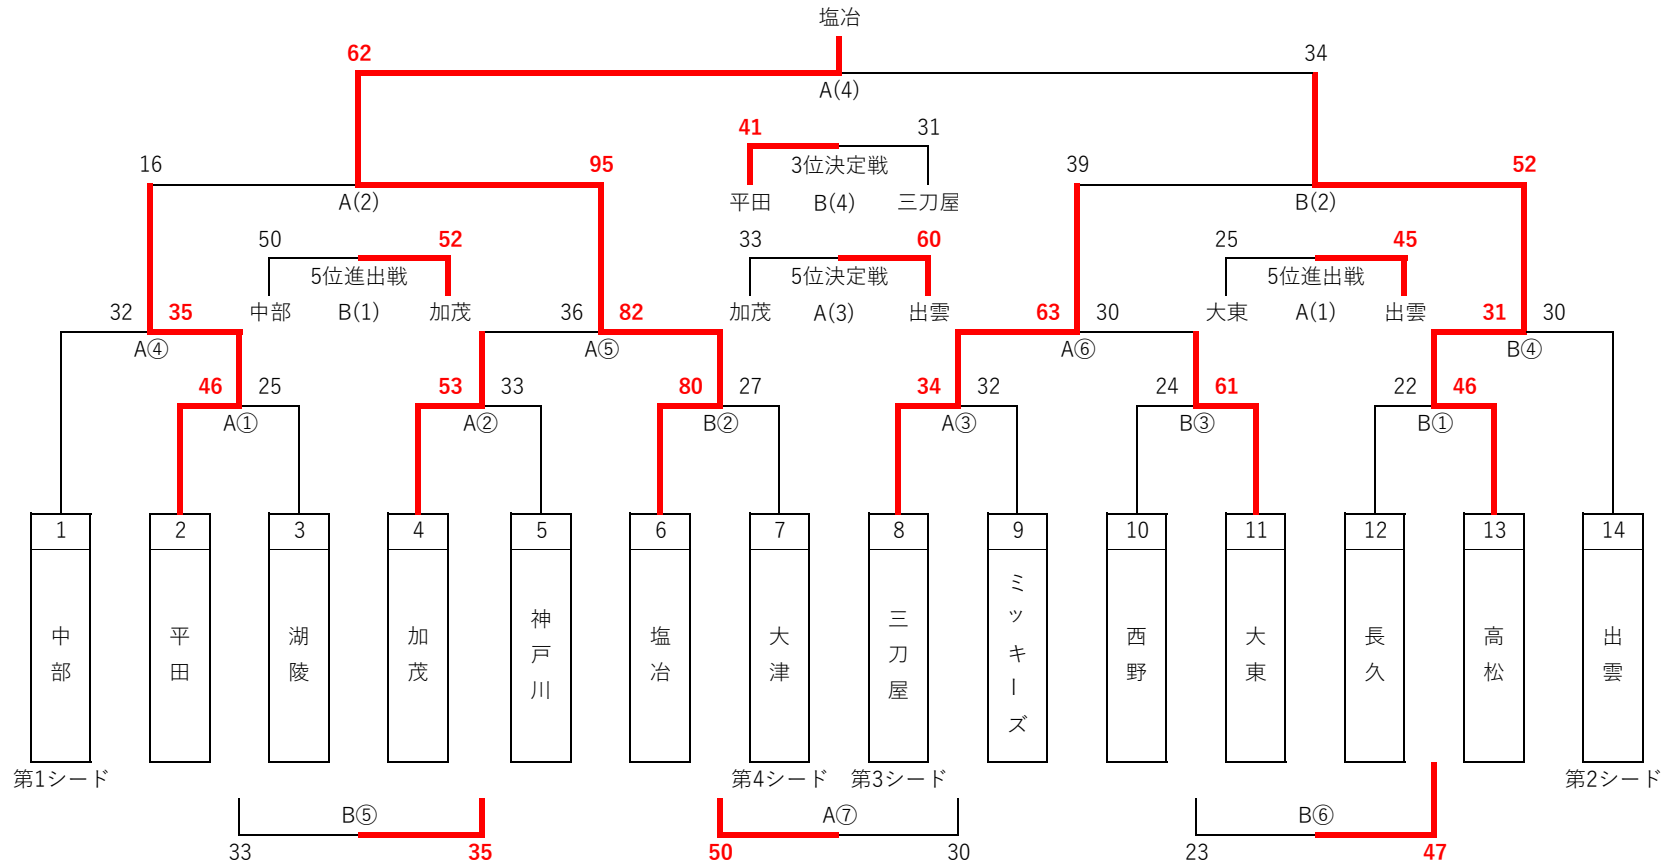 塩冶
62 34
A(4)
41 31
3位決定戦
16 95 39 52
A(2) 平田 B(4) 三刀屋 B(2)
50 52 33 60 25 45
5位進出戦 5位決定戦 5位進出戦
中部 B(1) 加茂 加茂 A(3) 出雲 大東 A(1) 出雲
32 35 36 82 63 30 31 30
A④ A⑤ A⑥ B④
46 25 53 33 80 27 34 32 24 61 22 46
A① A② B② A③ B③ B①
1 2 3 4 5 6 7 8 9 10 11 12 13 14
中部
平田
湖陵
加茂
神戸川
塩冶
大津
三刀屋
ミッキーズ
西野
大東
長久
高松
出雲
第1シード 第4シード 第3シード 第2シード
B⑤ A⑦ B⑥
33 35 50 30 23 47